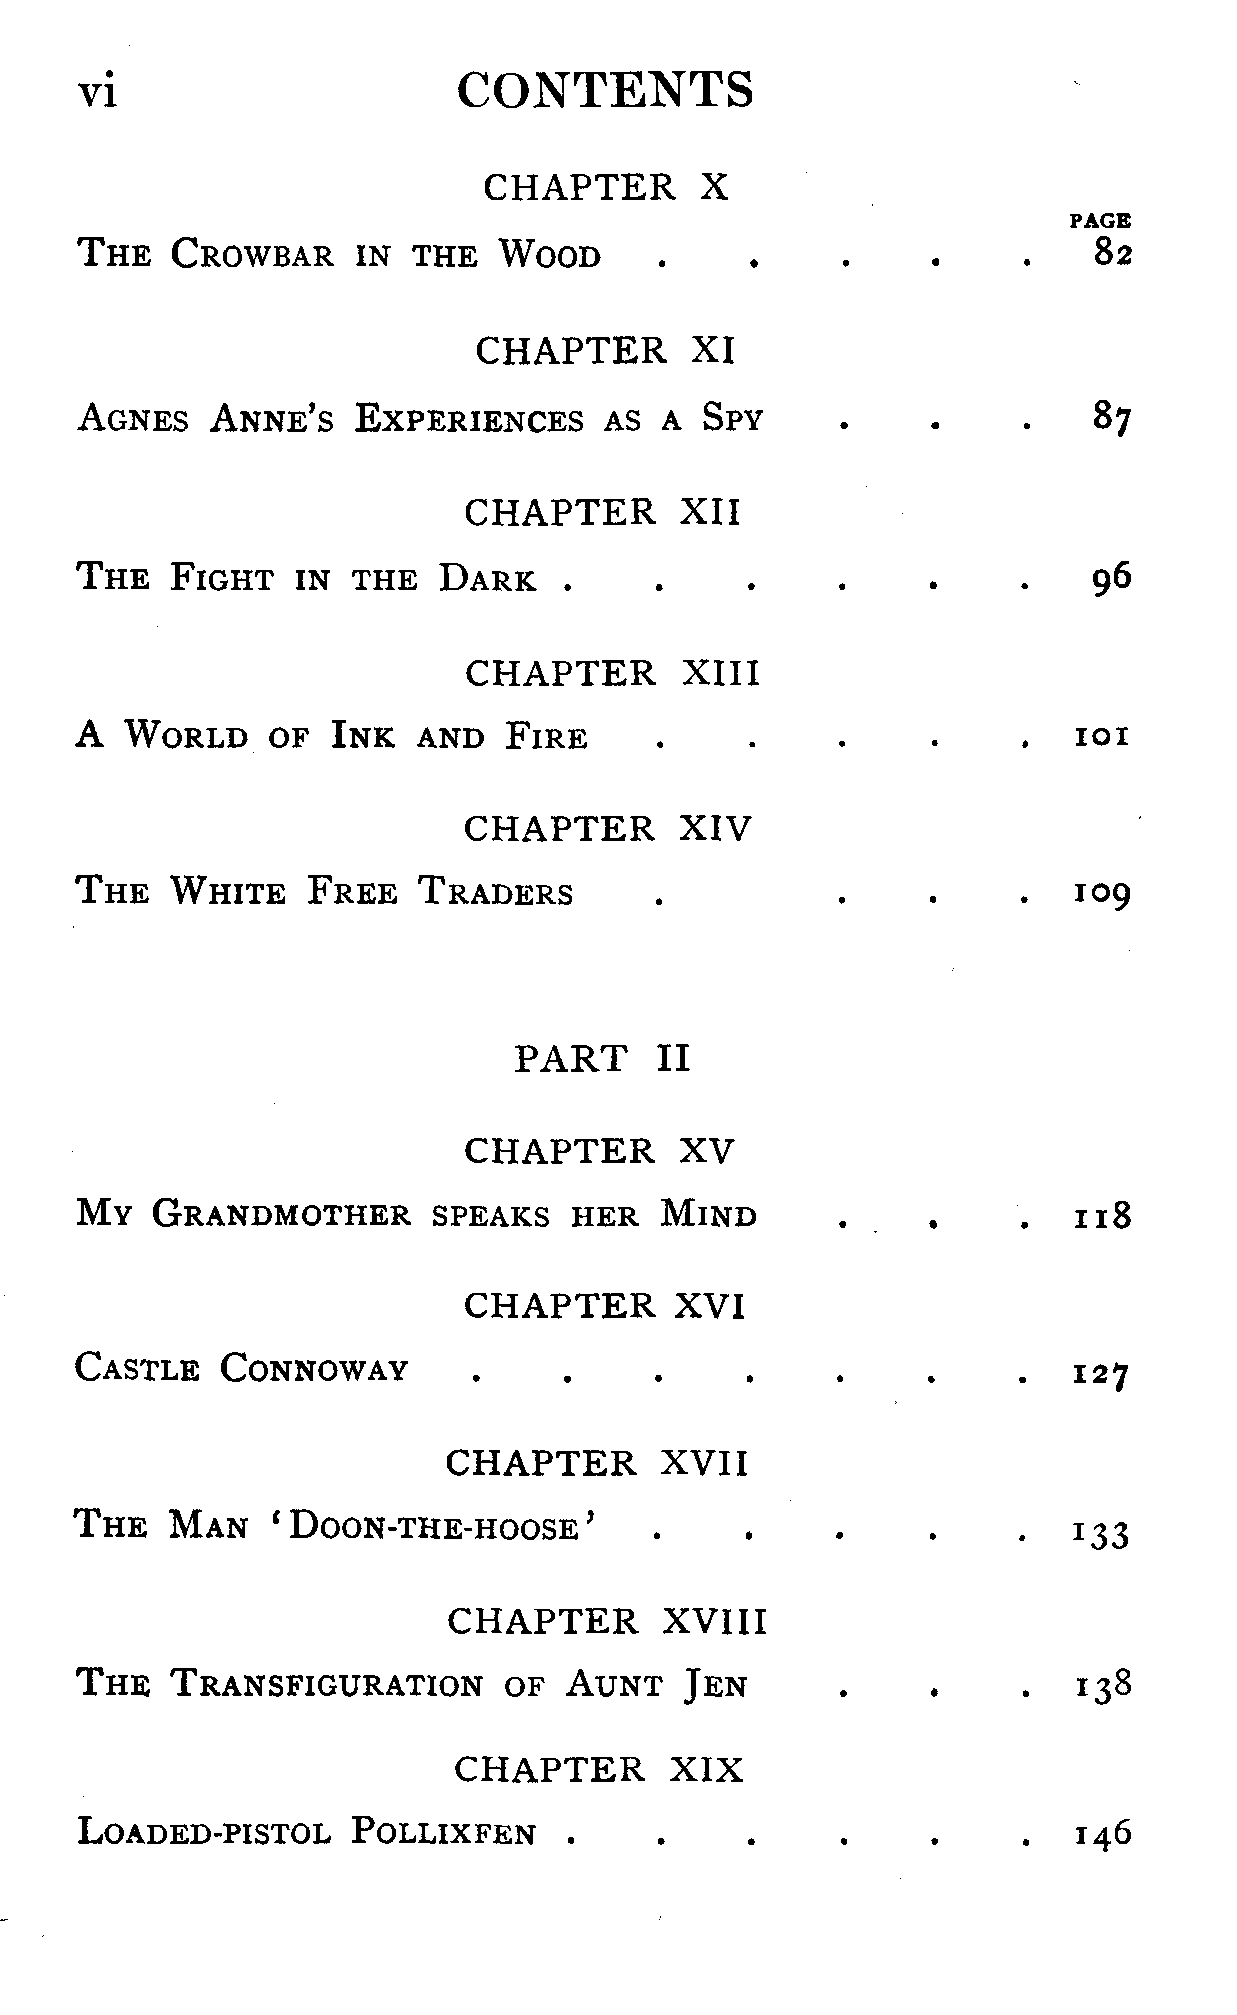 vi CONTENTS
CHAPTER X
PAGE
The Crowbar in the Wood . . . . . 82
CHAPTER XI
Agnes Anne's Experiences as a Spy . . . 87
CHAPTER XII
The Fight in the Dark . . . . . . 96
CHAPTER XIII
A World of Ink and Fire . . . . . 101
CHAPTER XIV
The White Free Traders . . . . 109
PART II
CHAPTER XV
My Grandmother speaks her Mind . . . 118
CHAPTER XVI
Castle Connoway . . . . . . . 127
CHAPTER XVII
The Man 'Doon-the-hoose' . . . . . 133
CHAPTER XVIII
The Transfiguration of Aunt Jen . . . 138
CHAPTER XIX
Loaded-pistol Pollixfen . . . . . . 146